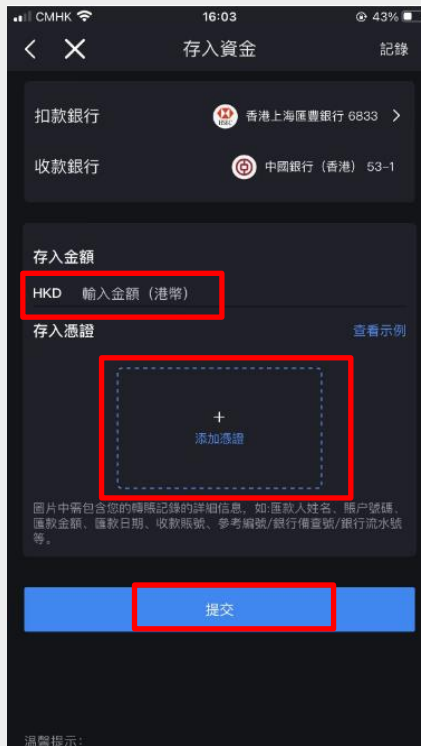 CMHK 16:03 43%
存入資金 記錄
扣款銀行 HSBC 香港上海匯豐銀行 6833
收款銀行 中國銀行（香港） 53-1
存入金額
HKD 輸入金額（港幣）
存入憑證 查看示例
+
添加憑證
圖片中需包含您的轉賬記錄的詳細信息，如:匯款人姓名、賬户號碼、
匯款金額、匯款日期、收款賬號、參考編號/銀行備查號/銀行流水號
等。
提交
溫馨提示：